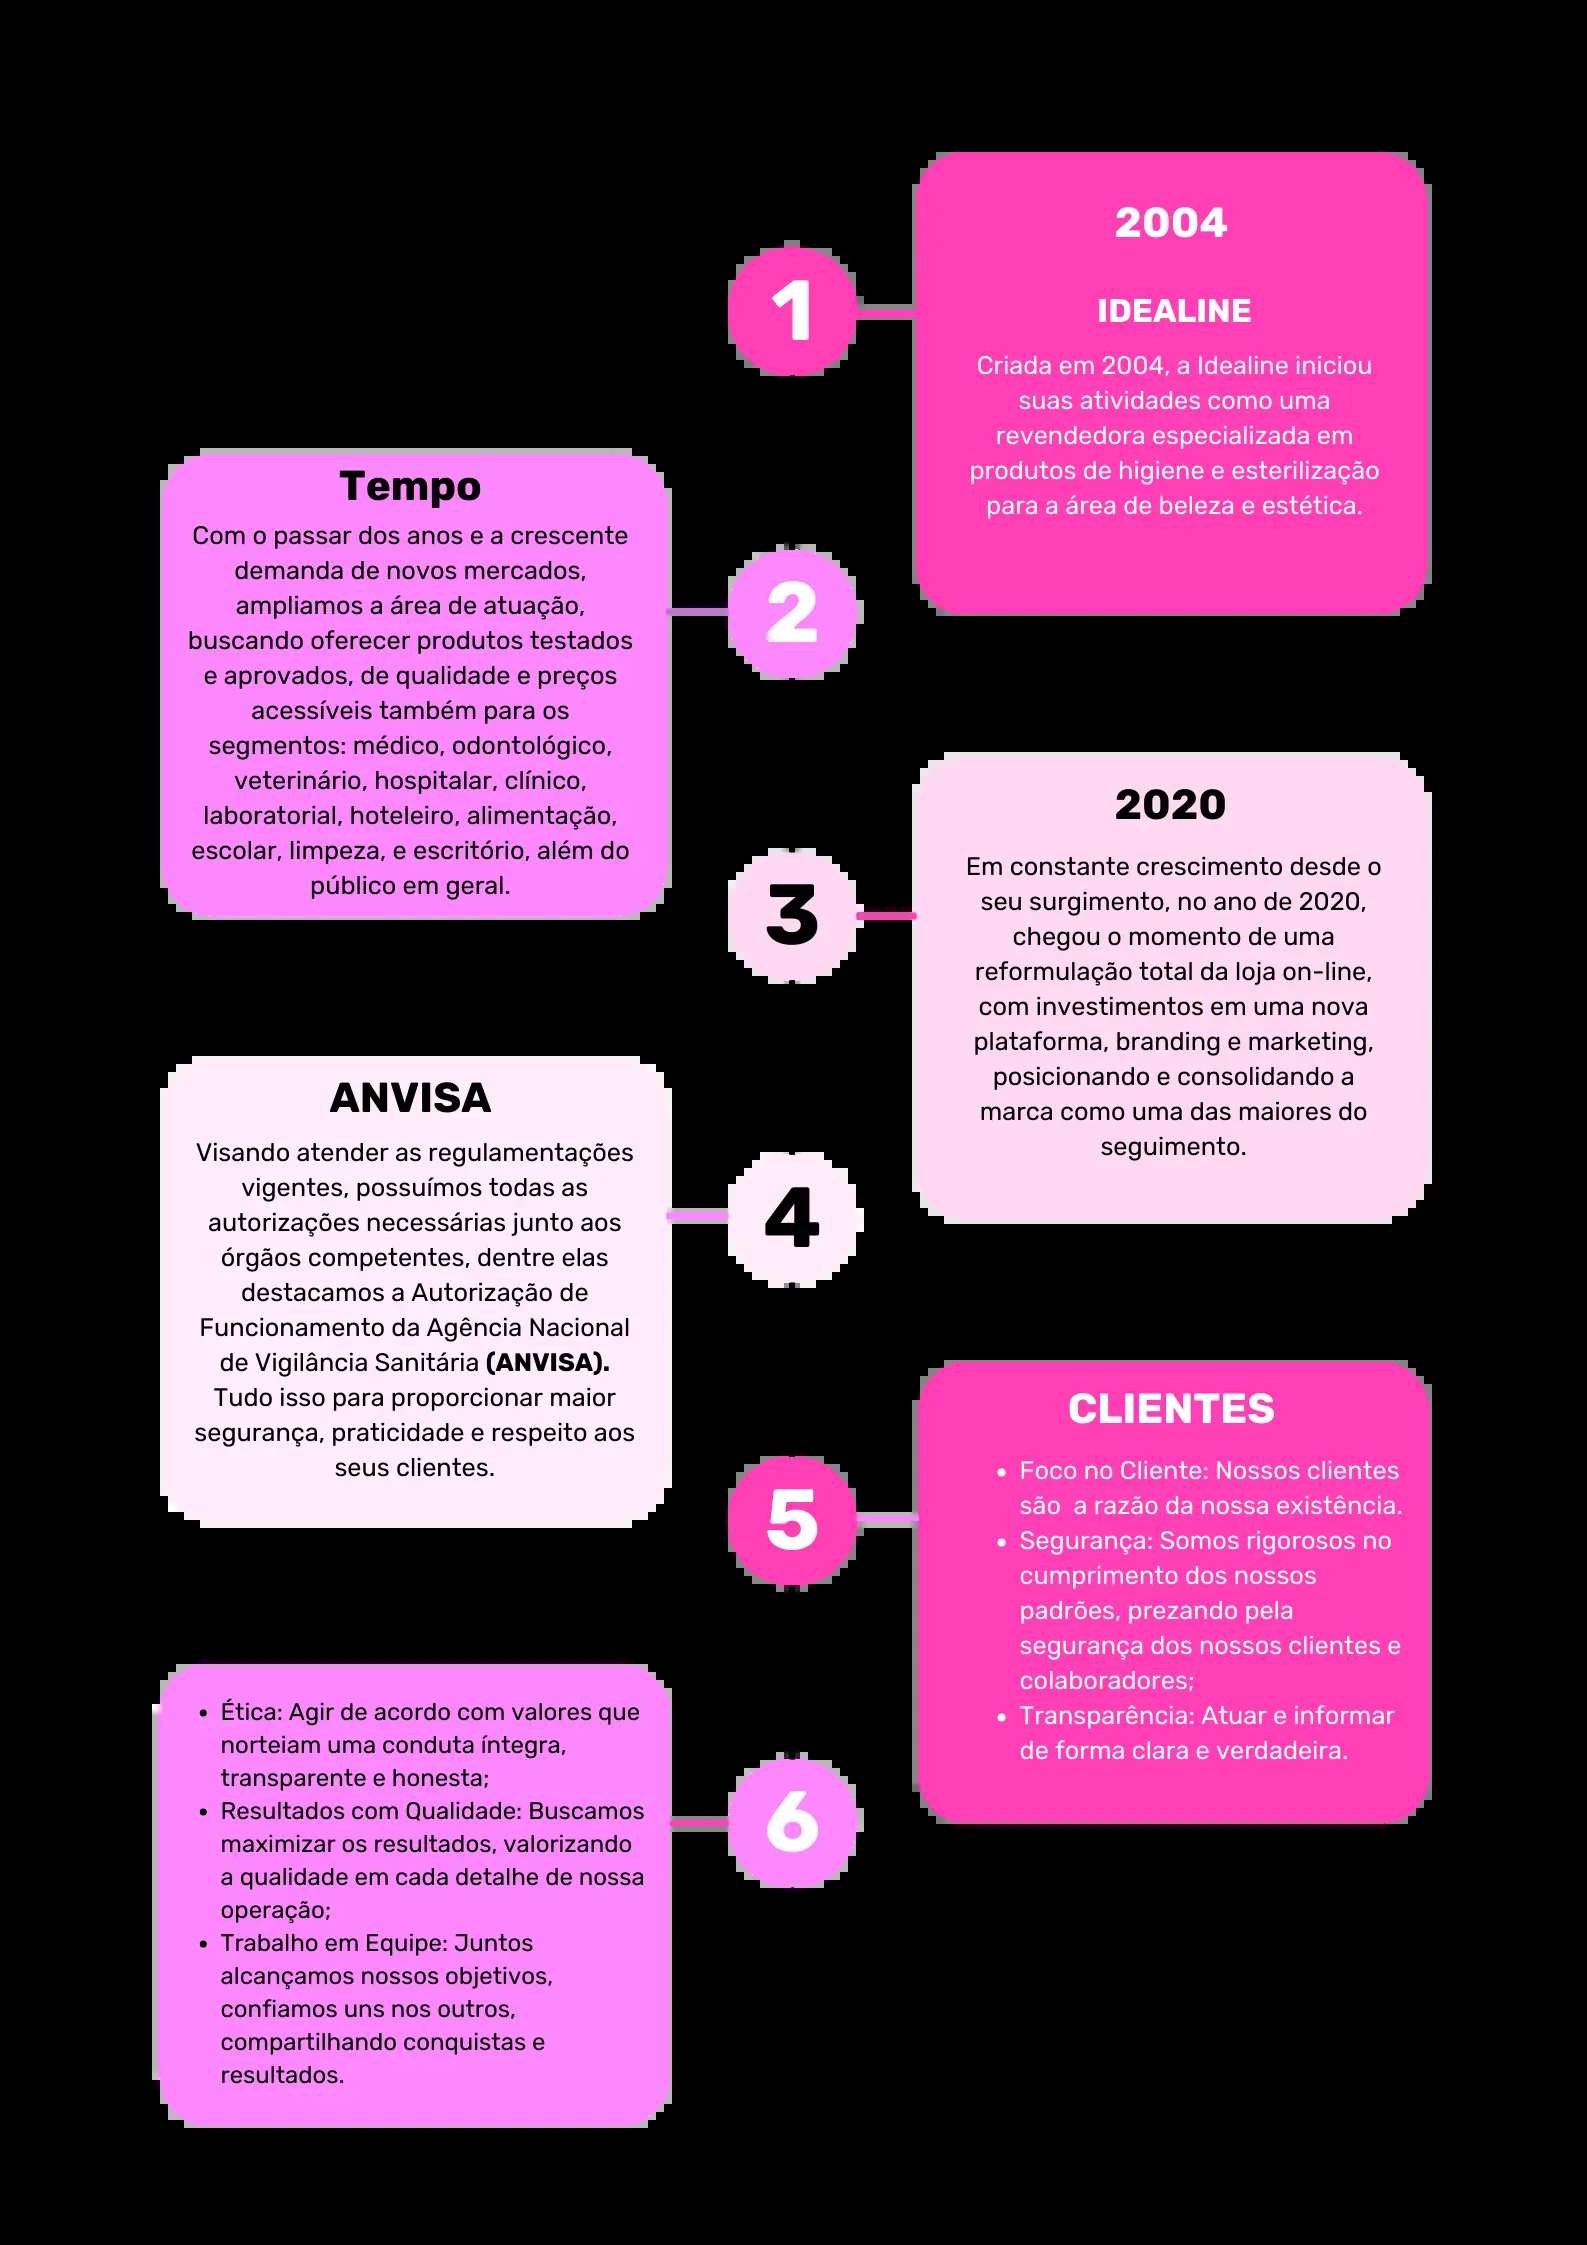 1
2004
IDEALINE
Criada em 2004, a Idealine iniciou
suas atividades como uma
revendedora especializada em
produtos de higiene e esterilização
para a área de beleza e estética.
2
Tempo
Com o passar dos anos e a crescente
demanda de novos mercados,
ampliamos a área de atuação,
buscando oferecer produtos testados
e aprovados, de qualidade e preços
acessíveis também para os
segmentos: médico, odontológico,
veterinário, hospitalar, clínico,
laboratorial, hoteleiro, alimentação,
escolar, limpeza, e escritório, além do
público em geral.
3
2020
Em constante crescimento desde o
seu surgimento, no ano de 2020,
chegou o momento de uma
reformulação total da loja on-line,
com investimentos em uma nova
plataforma, branding e marketing,
posicionando e consolidando a
marca como uma das maiores do
seguimento.
4
ANVISA
Visando atender as regulamentações
vigentes, possuímos todas as
autorizações necessárias junto aos
órgãos competentes, dentre elas
destacamos a Autorização de
Funcionamento da Agência Nacional
de Vigilância Sanitária (ANVISA).
Tudo isso para proporcionar maior
segurança, praticidade e respeito aos
seus clientes.
5
CLIENTES
• Foco no Cliente: Nossos clientes
são  a razão da nossa existência.
• Segurança: Somos rigorosos no
cumprimento dos nossos
padrões, prezando pela
segurança dos nossos clientes e
colaboradores;
• Transparência: Atuar e informar
de forma clara e verdadeira.
6
• Ética: Agir de acordo com valores que
norteiam uma conduta íntegra,
transparente e honesta;
• Resultados com Qualidade: Buscamos
maximizar os resultados, valorizando
a qualidade em cada detalhe de nossa
operação;
• Trabalho em Equipe: Juntos
alcançamos nossos objetivos,
confiamos uns nos outros,
compartilhando conquistas e
resultados.